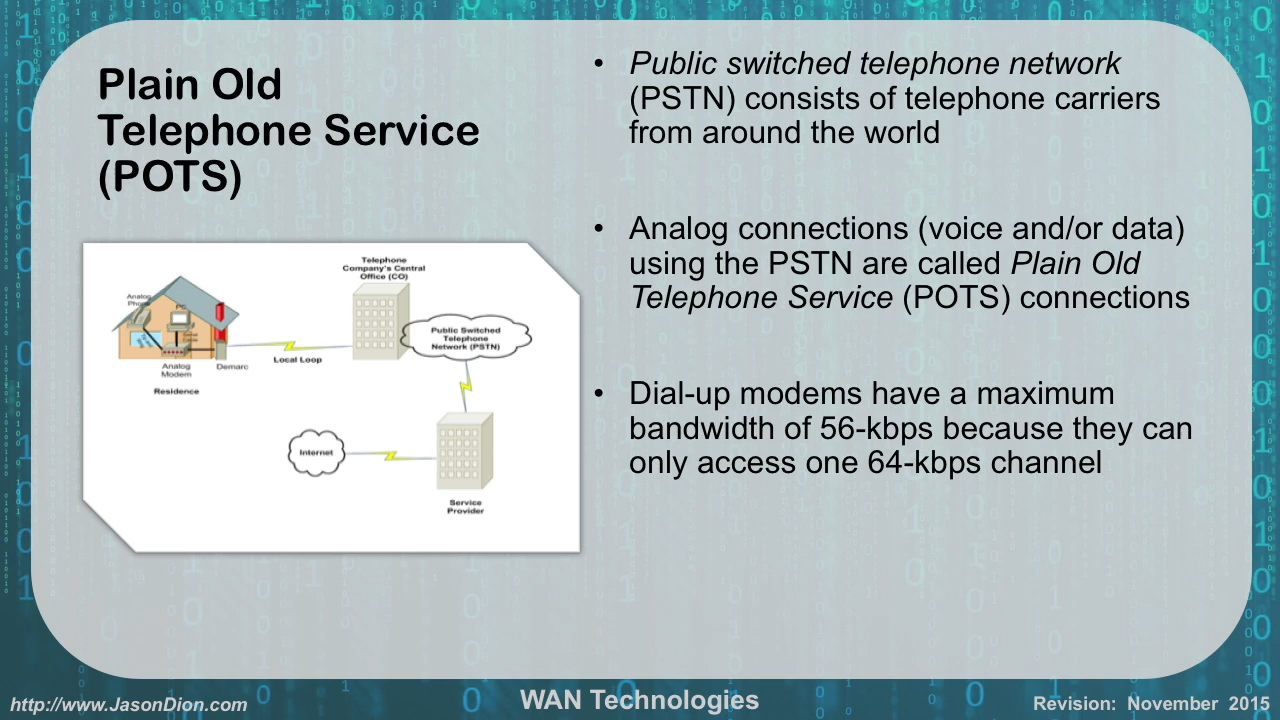 Plain Old
Telephone Service
(POTS)
• Public switched telephone network
(PSTN) consists of telephone carriers
from around the world
• Analog connections (voice and/or data)
using the PSTN are called Plain Old
Telephone Service (POTS) connections
• Dial-up modems have a maximum
bandwidth of 56-kbps because they can
only access one 64-kbps channel
Telephone
Company's Central
Office (CO)
Analog
Phone
PC
Public Switched
Telephone
Network (PSTN)
Local Loop
Analog
Modem
Demarc
Residence
Internet
Service
Provider
http://www.JasonDion.com
WAN Technologies
Revision: November 2015